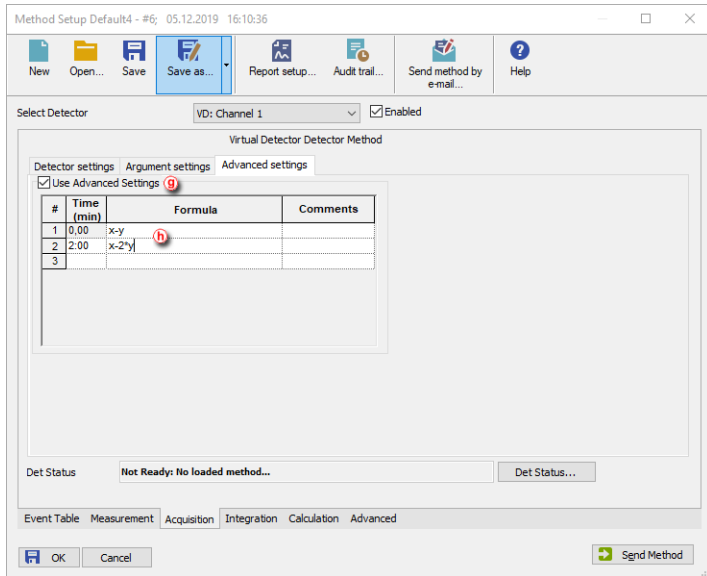 Method Setup Default4 - #6; 05.12.2019 16:10:36
New Open... Save Save as... Report setup... Audit trail... Send method by e-mail... Help
Select Detector VD: Channel 1 Enabled
Virtual Detector Detector Method
Detector settings Argument settings Advanced settings
Use Advanced Settings g
# Time (min) Formula Comments
1 0,00 x-y h
2 2:00 x-2*y
3
Det Status Not Ready: No loaded method... Det Status...
Event Table Measurement Acquisition Integration Calculation Advanced
OK Cancel Send Method